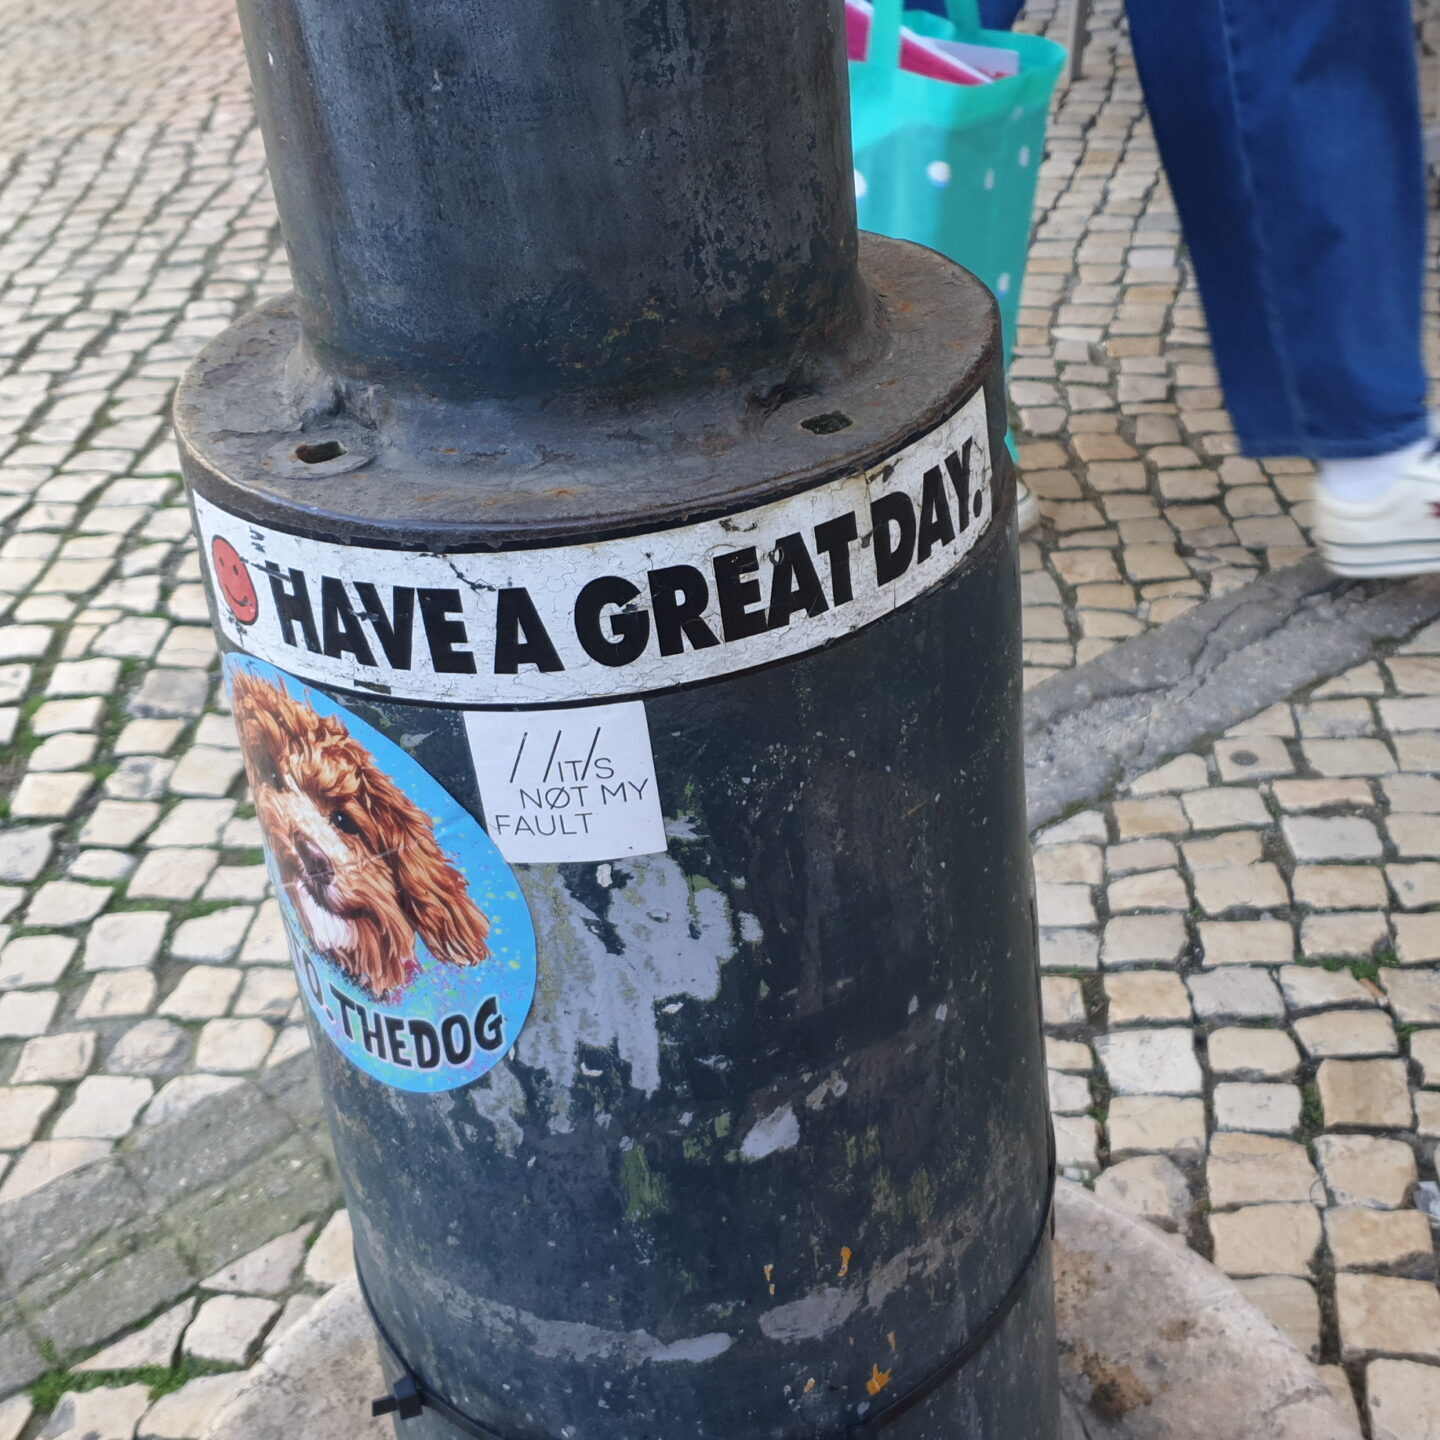 HAVE A GREAT DAY.
//IT/S
NØT MY
FAULT
O.THEDOG